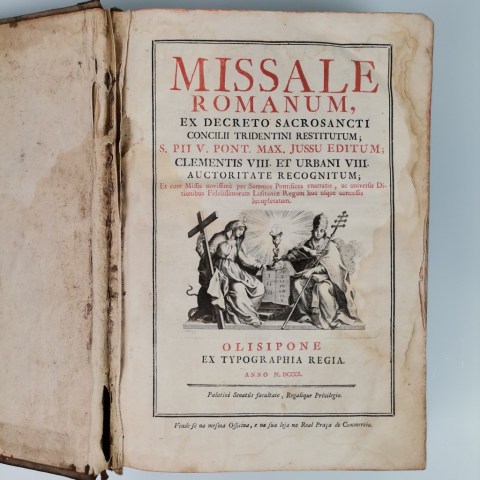 MISSALE
ROMANUM,
EX DECRETO SACROSANCTI
CONCILII TRIDENTINI RESTITUTUM;
S. PII V. PONT. MAX. JUSSU EDITUM;
CLEMENTIS VIII. ET URBANI VIII.
AUCTORITATE RECOGNITUM;
Et cum Missis novissimis per Summos Pontifices emanatis, ac universæ Di-
tionibus Fidelissimorum Lusitaniæ Regum huc usque concessis
locupletatum.
OLISIPONE
EX TYPOGRAPHIA REGIA.
ANNO M. DCCXX.
Palatini Senatûs facultate, Regalique Privilegio.
Vende-se na mesma Officina, e na sua loja na Real Praça do Commercio.